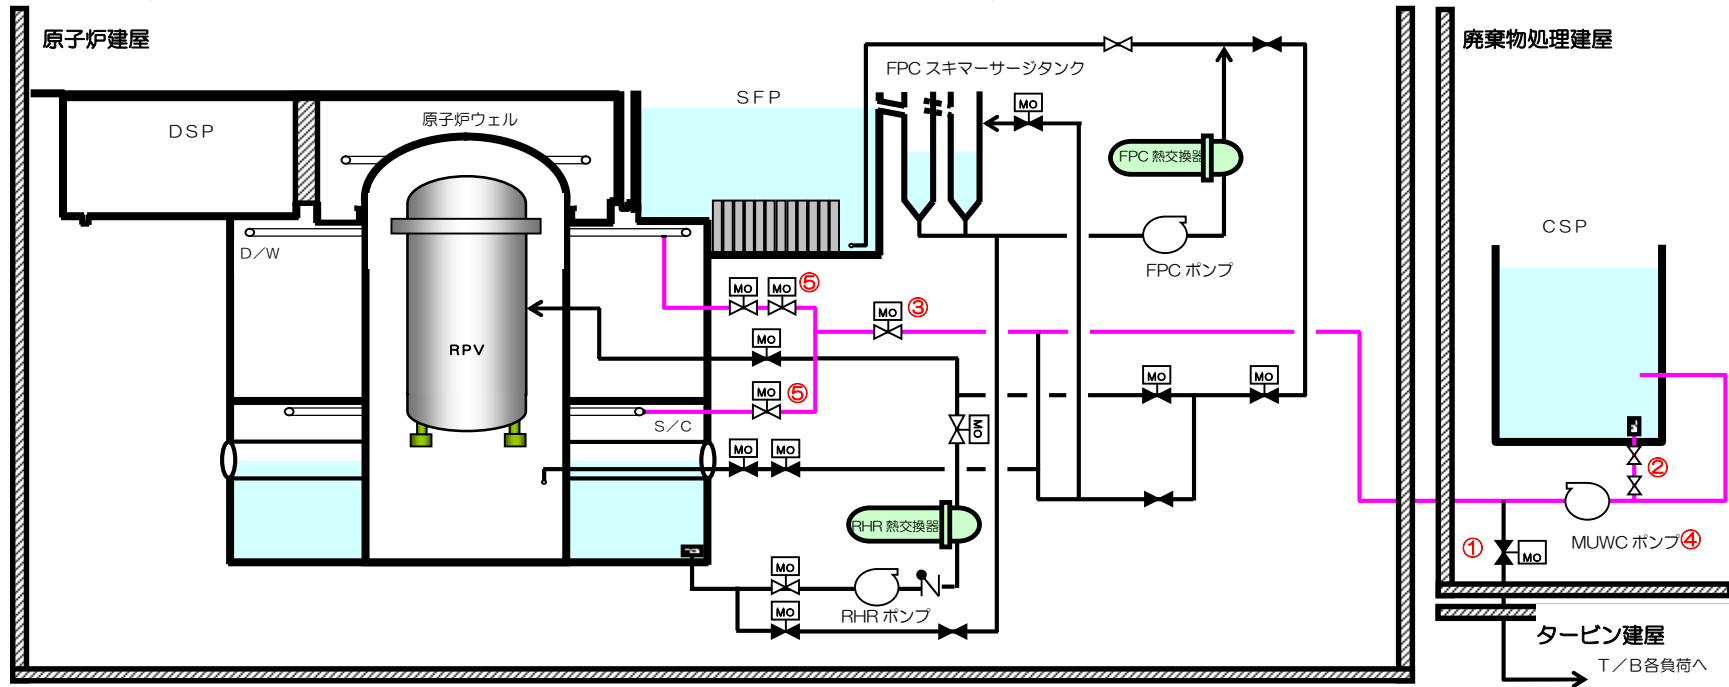 原子炉建屋
廃棄物処理建屋
FPC スキマーサージタンク
SFP
MO
原子炉ウェル
DSP
FPC 熱交換器
CSP
D/W
FPC ポンプ
MO
MO
⑤
MO
③
MO
RPV
MO
MO
MO
⑤
S/C
MO
MO
MO
②
RHR 熱交換器
MUWC ポンプ④
①
MO
MO
RHR ポンプ
MO
タービン建屋
T/B各負荷へ